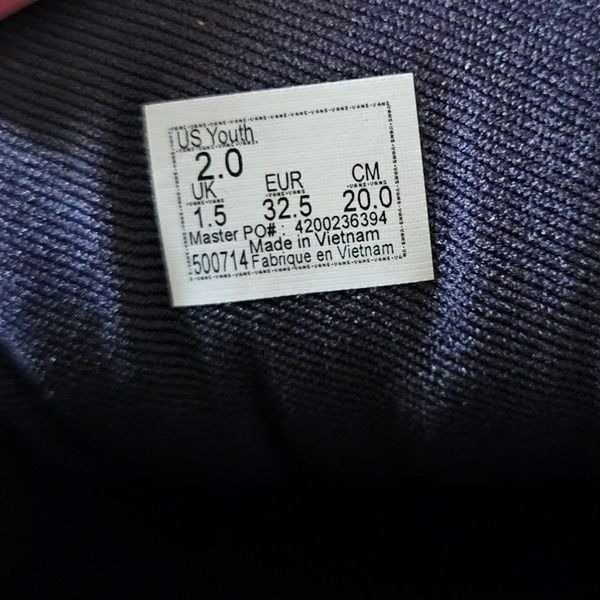 US Youth
2.0
UK EUR CM
1.5 32.5 20.0
Master PO#: 4200236394
Made in Vietnam
500714 Fabrique en Vietnam